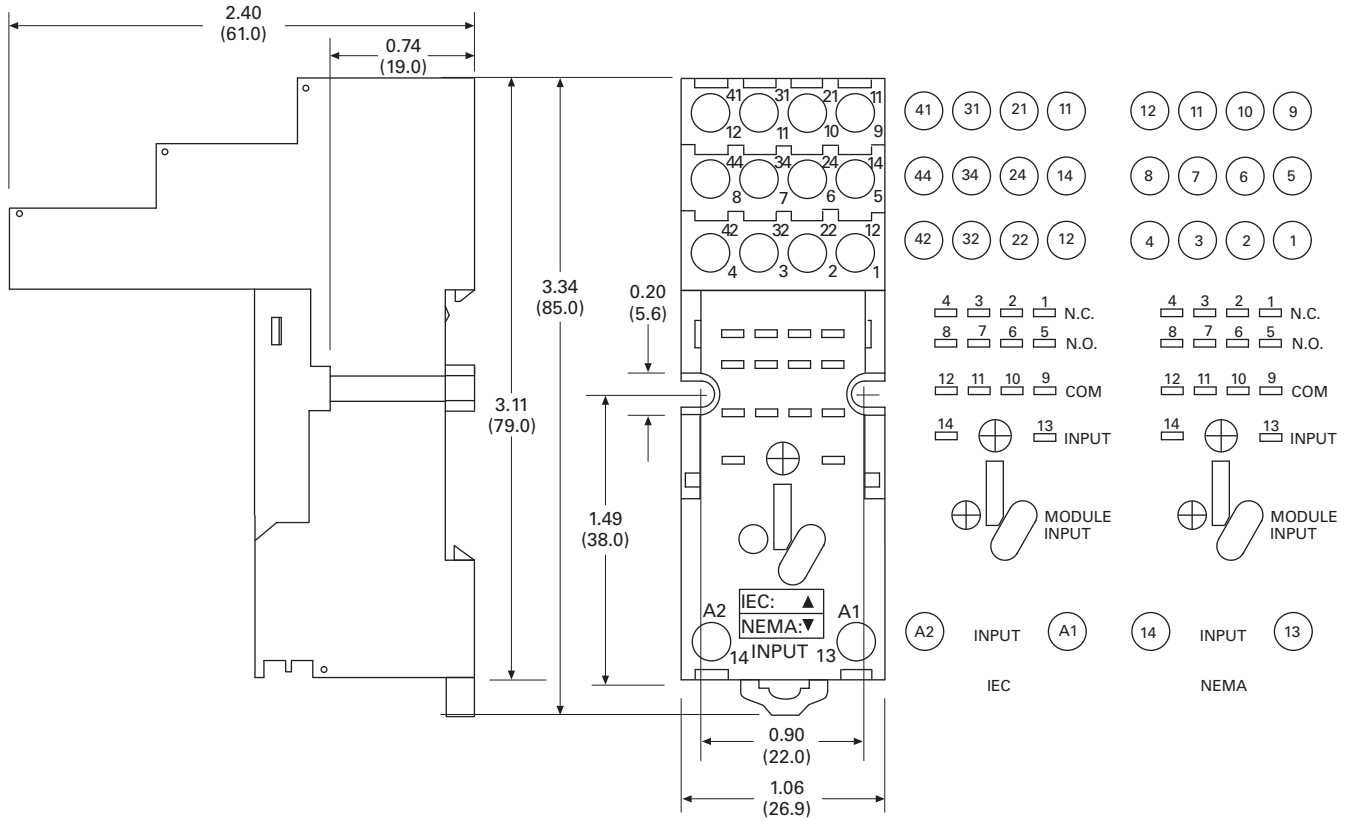 2.40
(61.0)
0.74
(19.0)
3.34
(85.0)
3.11
(79.0)
0.20
(5.6)
1.49
(38.0)
41 31 21 11
12 11 10 9
44 34 24 14
8 7 6 5
42 32 22 12
4 3 2 1
IEC: ▲
NEMA:▼
A2 A1
14 INPUT 13
0.90
(22.0)
1.06
(26.9)
41 31 21 11
44 34 24 14
42 32 22 12
4 3 2 1 N.C.
8 7 6 5 N.O.
12 11 10 9 COM
14 13 INPUT
MODULE
INPUT
A2 INPUT A1
IEC
12 11 10 9
8 7 6 5
4 3 2 1
4 3 2 1 N.C.
8 7 6 5 N.O.
12 11 10 9 COM
14 13 INPUT
MODULE
INPUT
14 INPUT 13
NEMA